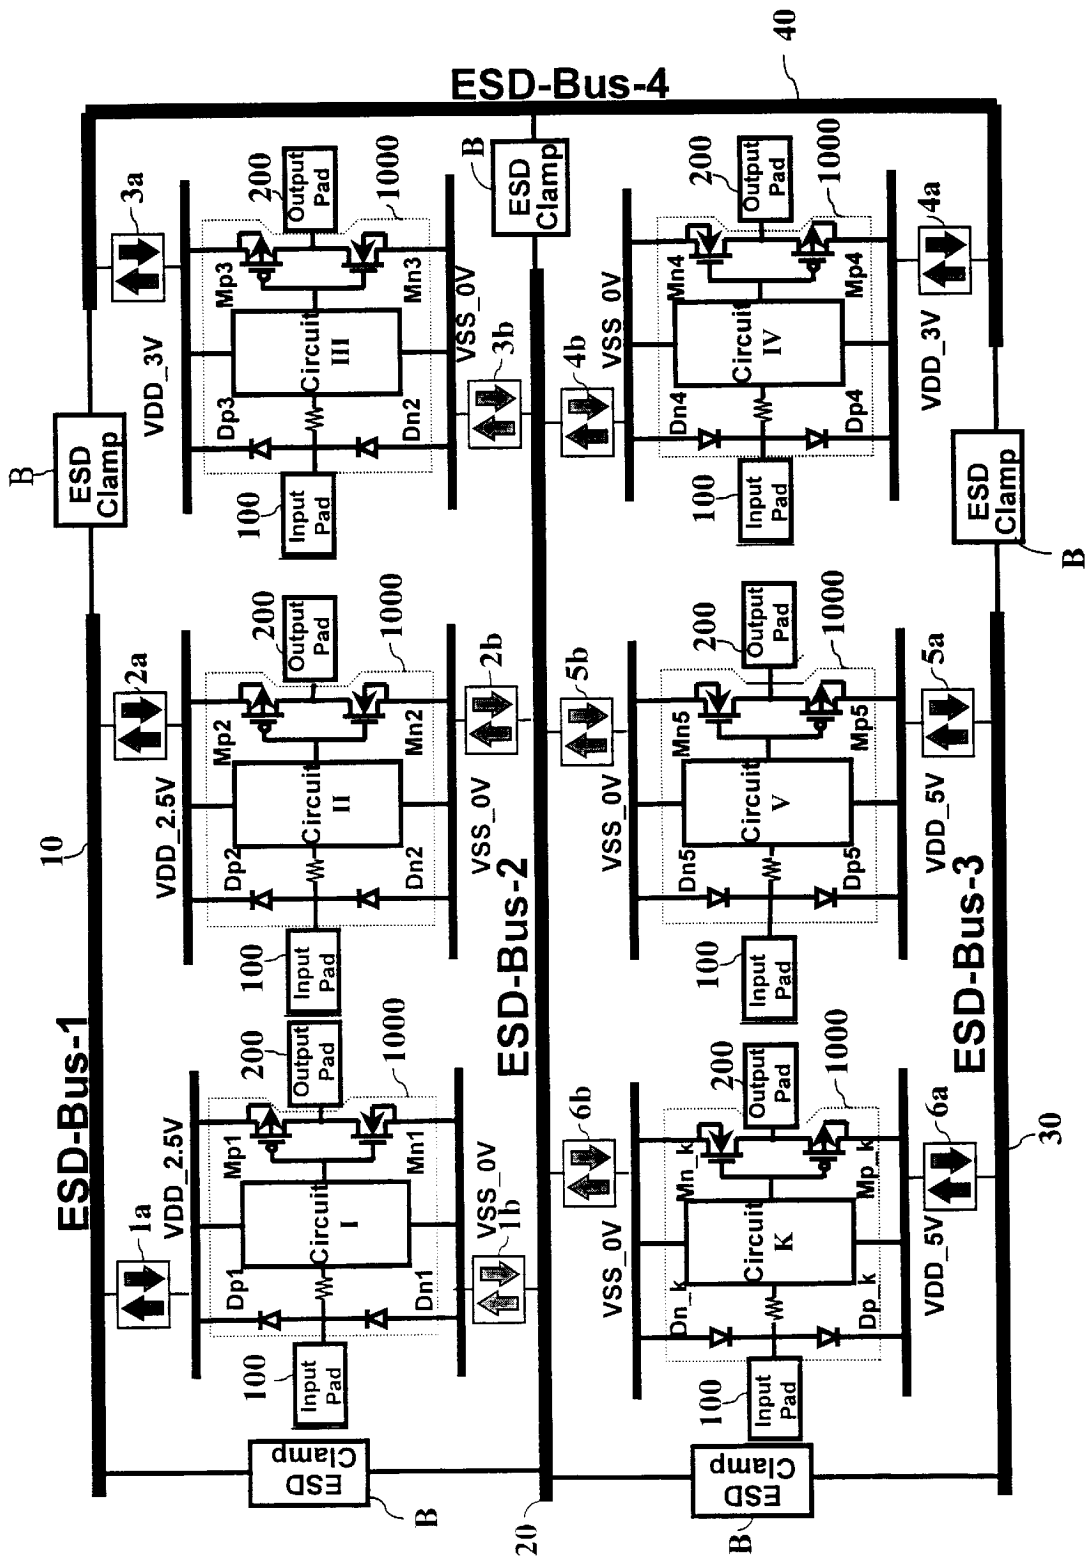 ESD-Bus-4
40
3a
VDD_3V
Mp3
200
Output
Pad
1000
Dp3
Circuit
III
Mn3
VSS_0V
Dn2
100
Input
Pad
3b
B
ESD
Clamp
B
ESD
Clamp
4b
VSS_0V
Mn4
200
Output
Pad
1000
Dn4
Circuit
IV
Mp4
VDD_3V
Dp4
100
Input
Pad
4a
B
ESD
Clamp
10
2a
VDD_2.5V
Mp2
200
Output
Pad
1000
Dp2
Circuit
II
Mn2
VSS_0V
Dn2
100
Input
Pad
2b
5b
VSS_0V
Mn5
200
Output
Pad
1000
Dn5
Circuit
V
Mp5
VDD_5V
Dp5
100
Input
Pad
5a
ESD-Bus-1
ESD-Bus-2
ESD-Bus-3
1a
VDD_2.5V
Mp1
200
Output
Pad
1000
Dp1
Circuit
I
Mn1
VSS_0V
Dn1
100
Input
Pad
1b
6b
VSS_0V
Mn_k
200
Output
Pad
1000
Dn_k
Circuit
K
Mp_k
VDD_5V
Dp_k
100
Input
Pad
6a
30
ESD
Clamp
B
20
ESD
Clamp
B